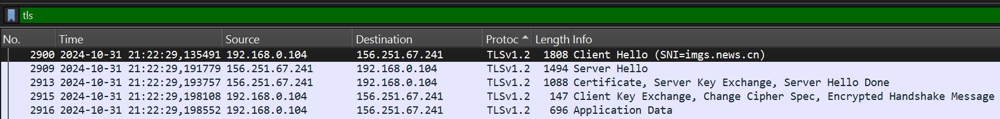 tls
No. Time Source Destination Protoc Length Info
2900 2024-10-31 21:22:29,135491 192.168.0.104 156.251.67.241 TLSv1.2 1808 Client Hello (SNI=imgs.news.cn)
2909 2024-10-31 21:22:29,191779 156.251.67.241 192.168.0.104 TLSv1.2 1494 Server Hello
2913 2024-10-31 21:22:29,193757 156.251.67.241 192.168.0.104 TLSv1.2 1088 Certificate, Server Key Exchange, Server Hello Done
2915 2024-10-31 21:22:29,198108 192.168.0.104 156.251.67.241 TLSv1.2 147 Client Key Exchange, Change Cipher Spec, Encrypted Handshake Message
2916 2024-10-31 21:22:29,198552 192.168.0.104 156.251.67.241 TLSv1.2 696 Application Data